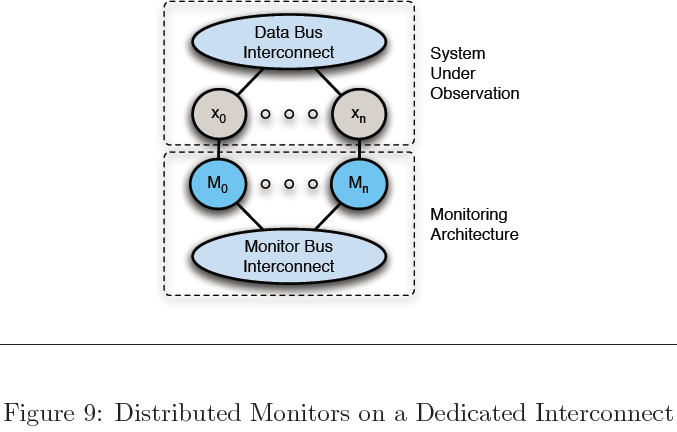 Data Bus
Interconnect
System
Under
Observation
x0
xn
M0
Mn
Monitoring
Architecture
Monitor Bus
Interconnect
Figure 9: Distributed Monitors on a Dedicated Interconnect